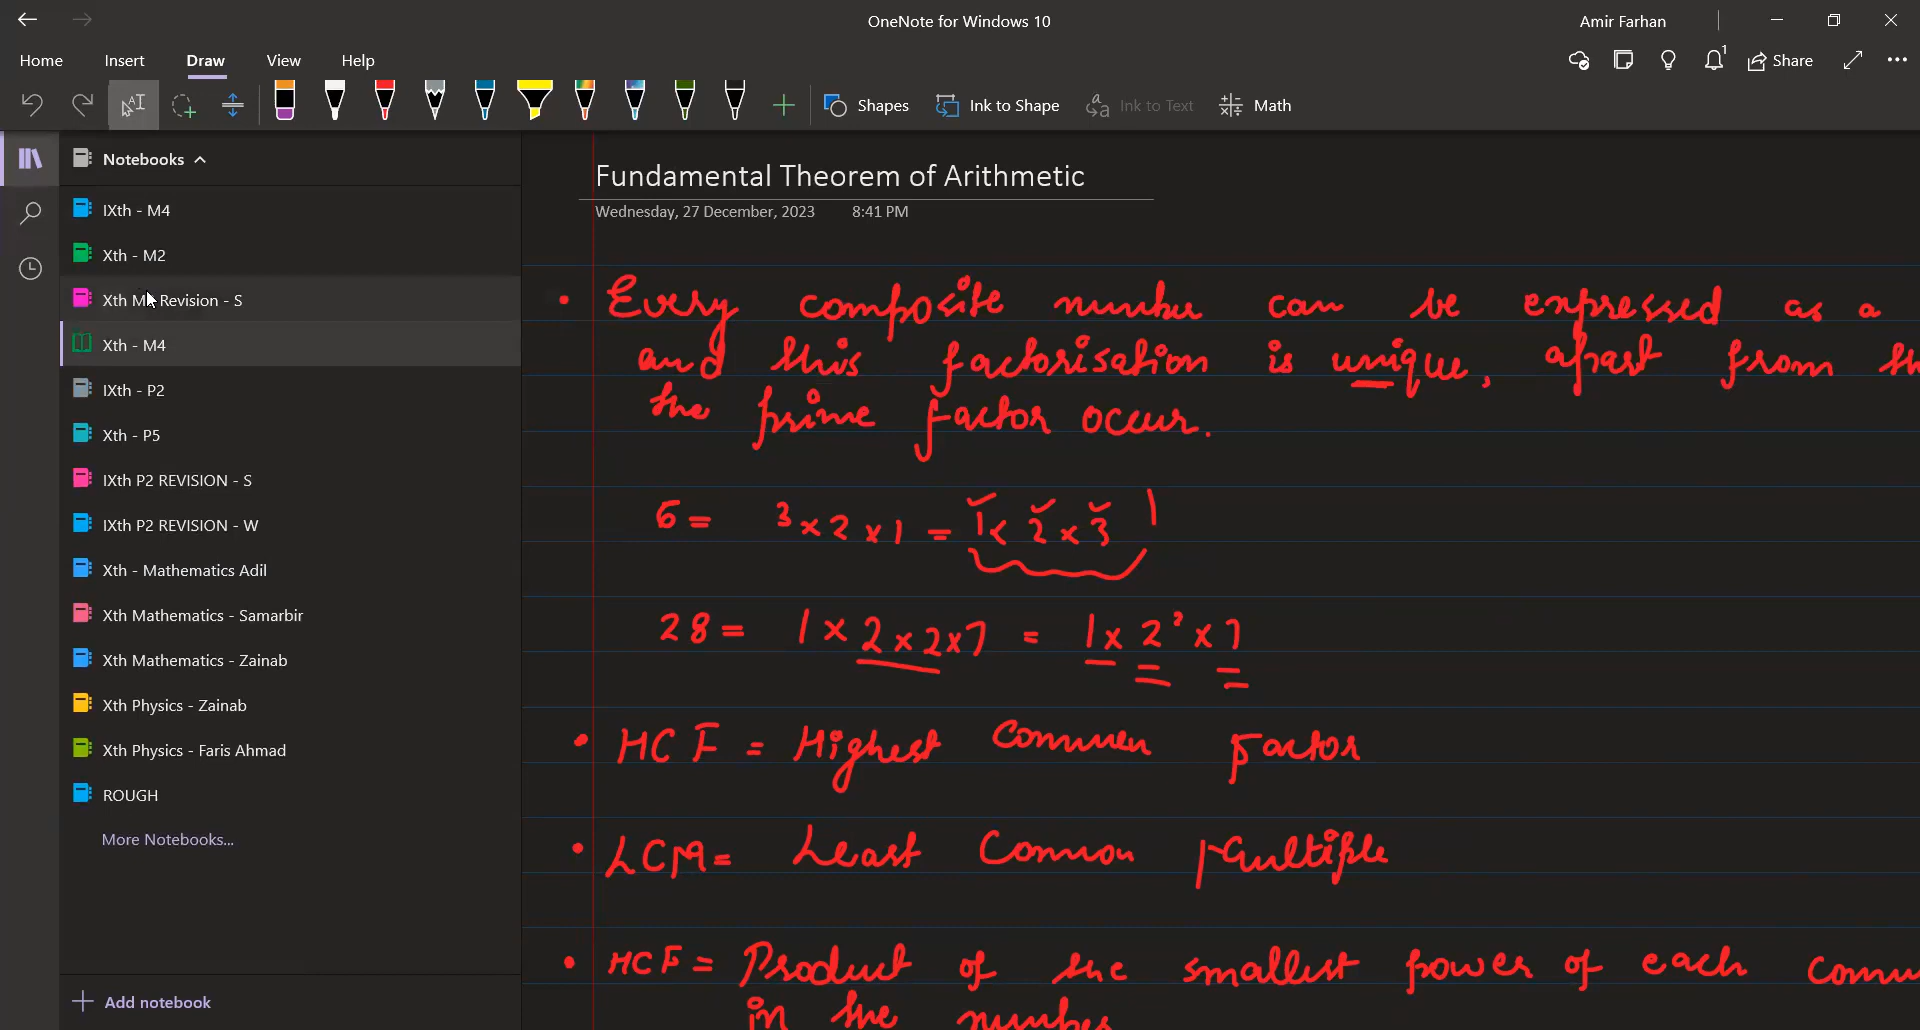 OneNote for Windows 10
Amir Farhan
Home Insert Draw View Help
1
Share
Shapes Ink to Shape Ink to Text Math
Notebooks
IXth - M4
Xth - M2
Xth Revision - S
Xth - M4
IXth - P2
Xth - P5
IXth P2 REVISION - S
IXth P2 REVISION - W
Xth - Mathematics Adil
Xth Mathematics - Samarbir
Xth Mathematics - Zainab
Xth Physics - Zainab
Xth Physics - Faris Ahmad
ROUGH
More Notebooks...
Add notebook
Fundamental Theorem of Arithmetic
Wednesday, 27 December, 2023 8:41 PM
• Every composite number can be expressed as a
and this factorisation is unique, apart from
the prime factor occur.
6 = 3 × 2 × 1 = 1 × 2 × 3
28 = 1 × 2 × 2 × 7 = 1 × 2² × 7
• HCF = Highest Common Factor
• LCM = Least Common Multiple
• HCF = Product of the smallest power of each
in the number